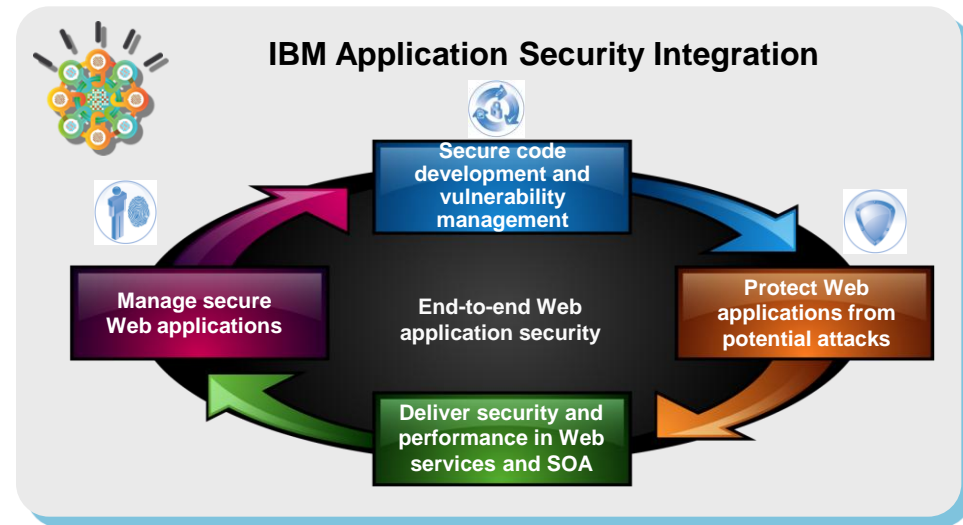 IBM Application Security Integration
Secure code
development and
vulnerability
management
Manage secure
Web applications
End-to-end Web
application security
Protect Web
applications from
potential attacks
Deliver security and
performance in Web
services and SOA